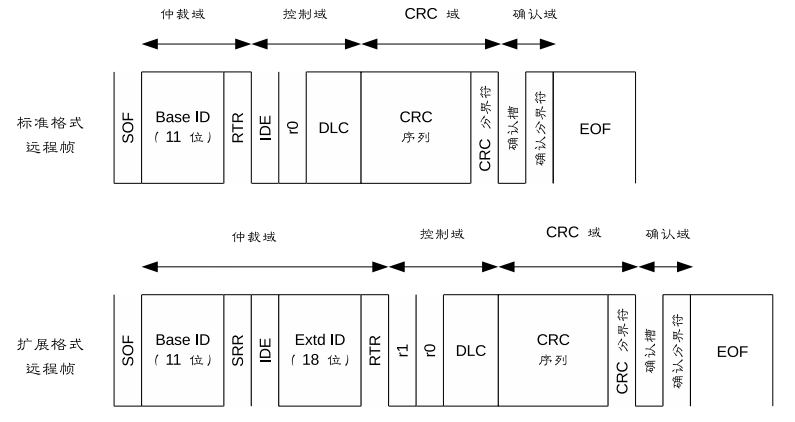 仲裁域 控制域 CRC 域 确认域
标准格式
远程帧
SOF
Base ID
（ 11 位）
RTR
IDE
r0
DLC
CRC
序列
CRC 分界符
确认槽
确认分界符
EOF
仲裁域 控制域 CRC 域 确认域
扩展格式
远程帧
SOF
Base ID
（ 11 位）
SRR
IDE
Extd ID
（ 18 位）
RTR
r1
r0
DLC
CRC
序列
CRC 分界符
确认槽
确认分界符
EOF